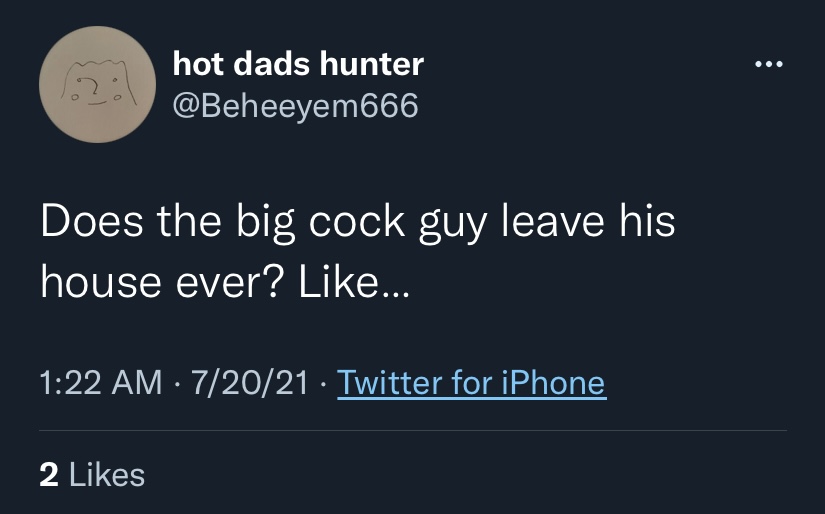 hot dads hunter
@Beheeyem666
Does the big cock guy leave his
house ever? Like...
1:22 AM · 7/20/21 · Twitter for iPhone
2 Likes